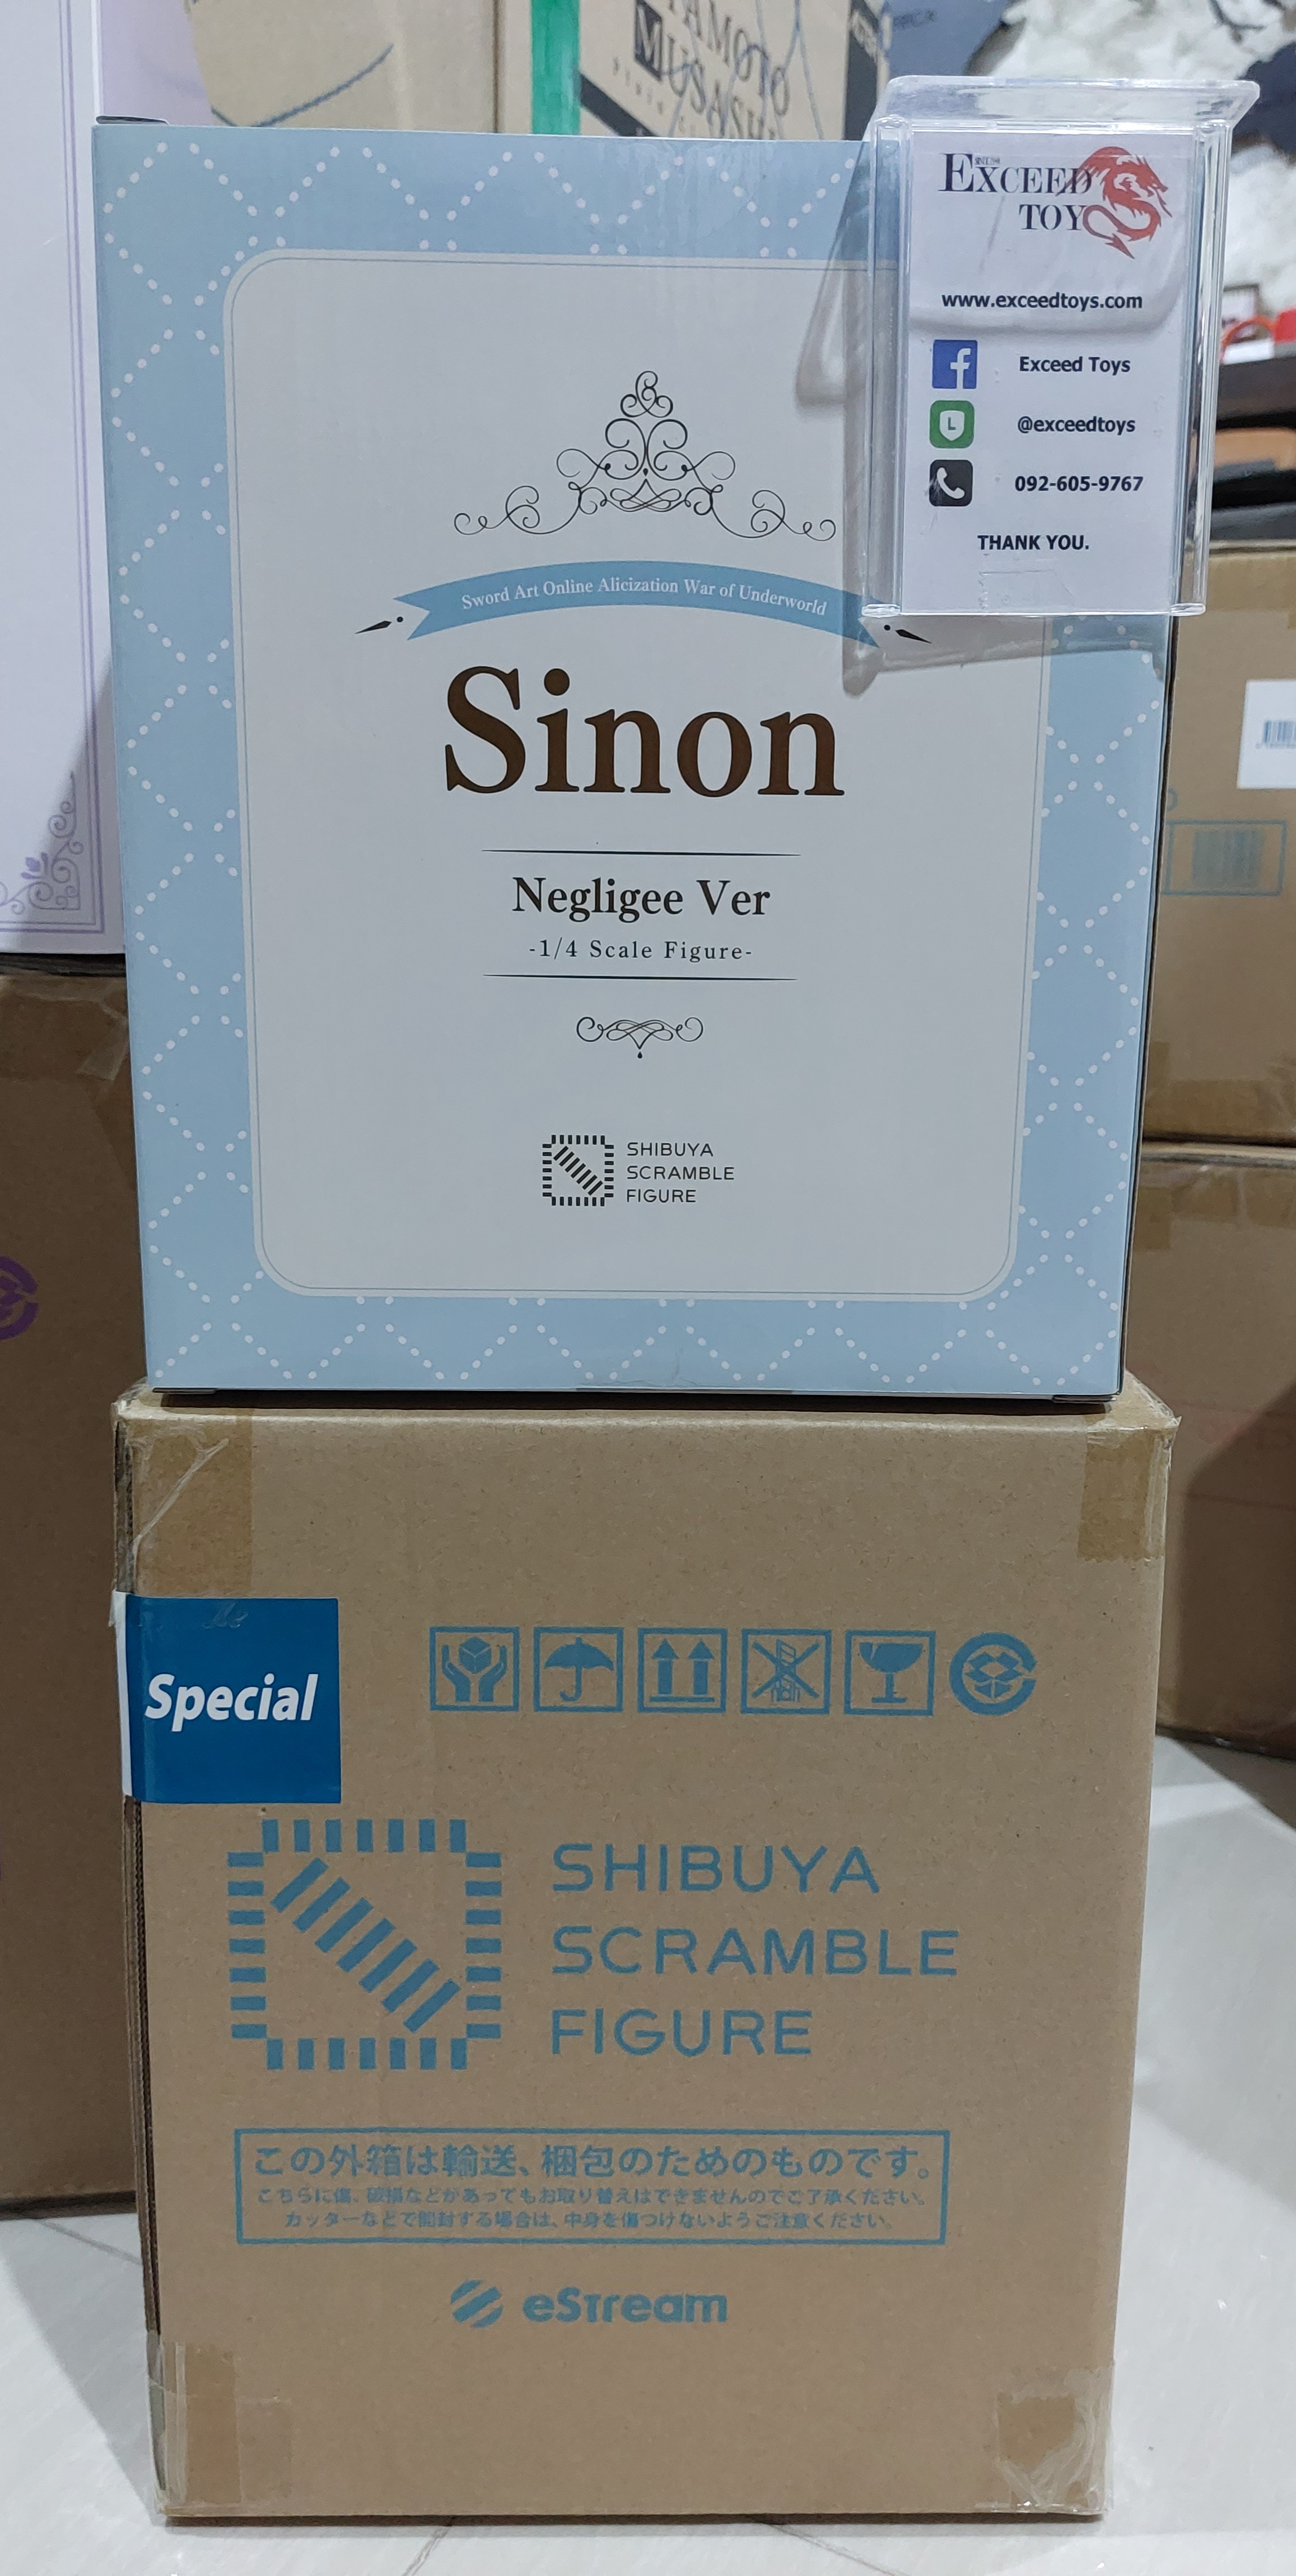 YAMOTO
MUSASHI
EXCEED
TOYS
www.exceedtoys.com
Exceed Toys
L
@exceedtoys
092-605-9767
THANK YOU.
Sword Art Online Alicization War of Underworld
Sinon
Negligee Ver
-1/4 Scale Figure-
SHIBUYA
SCRAMBLE
FIGURE
Special
SHIBUYA
SCRAMBLE
FIGURE
この外箱は輸送、梱包のためのものです。
こちらに傷、破損などがあってもお取り替えはできませんのでご了承ください。
カッターなどで開封する場合は、中身を傷つけないようご注意ください。
eStream